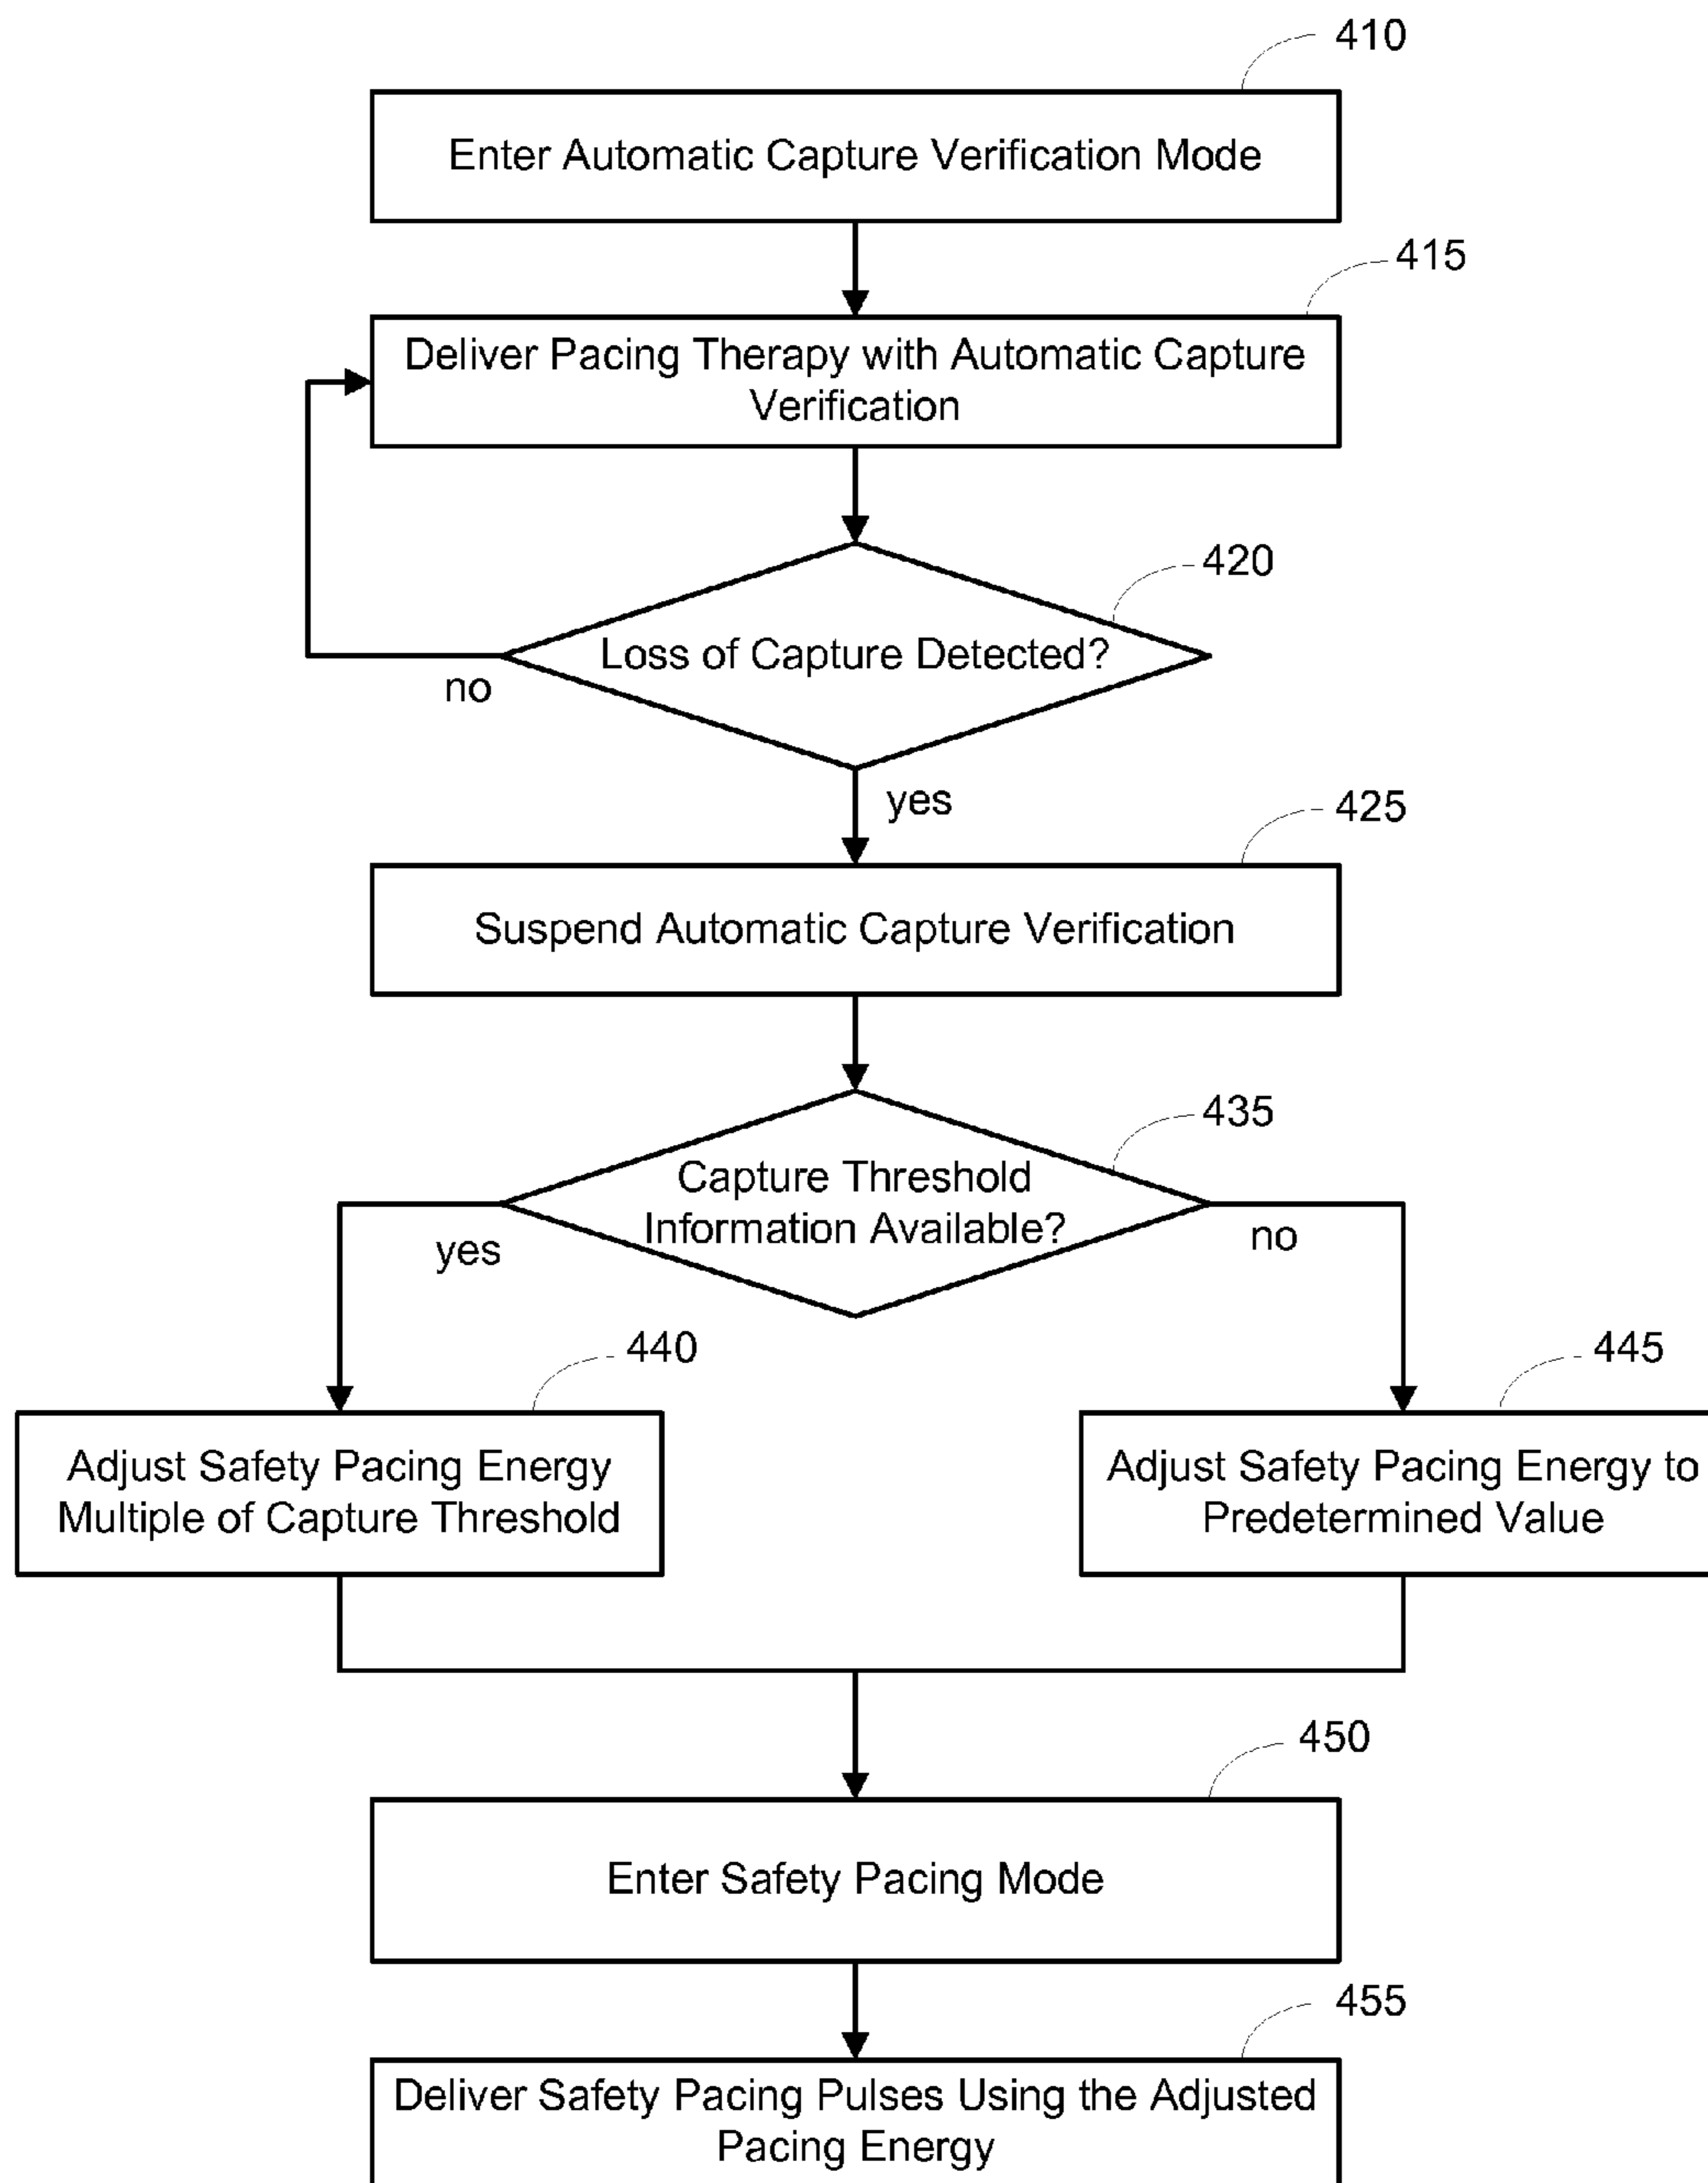 410
Enter Automatic Capture Verification Mode
415
Deliver Pacing Therapy with Automatic Capture
Verification
420
Loss of Capture Detected?
no
yes
425
Suspend Automatic Capture Verification
435
Capture Threshold
Information Available?
yes
no
440
445
Adjust Safety Pacing Energy
Multiple of Capture Threshold
Adjust Safety Pacing Energy to
Predetermined Value
450
Enter Safety Pacing Mode
455
Deliver Safety Pacing Pulses Using the Adjusted
Pacing Energy